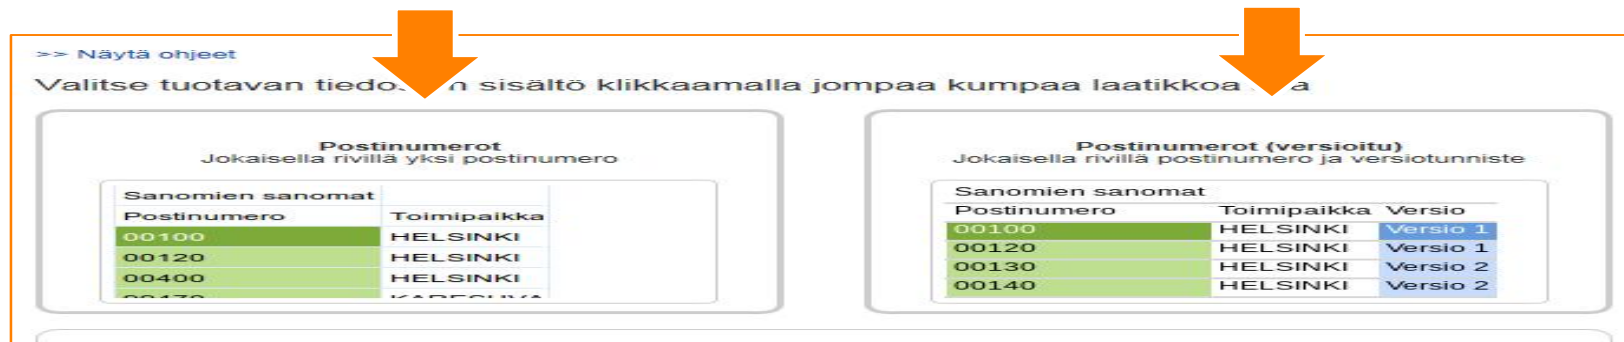 >> Näytä ohjeet
Valitse tuotavan sisältö klikkaamalla jompaa kumpaa laatikkoa
Postinumerot
Jokaisella rivillä yksi postinumero
Sanomien sanomat
Postinumero Toimipaikka
00100 HELSINKI
00120 HELSINKI
00400 HELSINKI
Postinumerot (versioitu)
Jokaisella rivillä postinumero ja versiotunniste
Sanomien sanomat
Postinumero Toimipaikka Versio
00100 HELSINKI Versio 1
00120 HELSINKI Versio 1
00130 HELSINKI Versio 2
00140 HELSINKI Versio 2